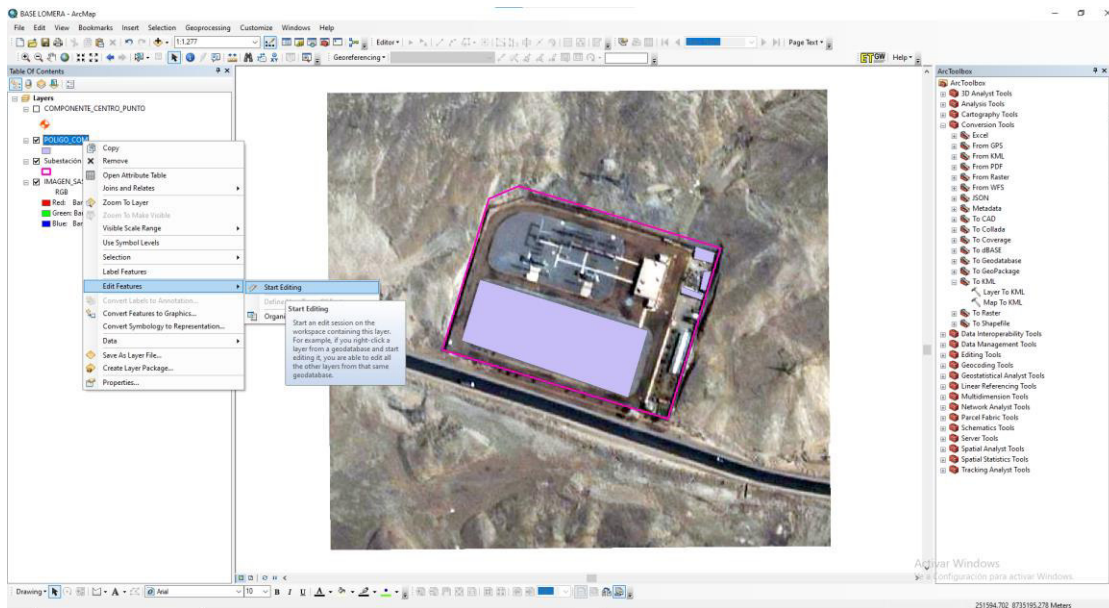 BASE LOMERA - ArcMap
File Edit View Bookmarks Insert Selection Geoprocessing Customize Windows Help
1:1.277
Editor
Page Text
Georeferencing
ET GW Help
Table Of Contents
Layers
COMPONENTE_CENTRO_PUNTO
POLIGO_COM
Subestación
RGB
Red:
Green:
Blue:
Copy
Remove
Open Attribute Table
Joins and Relates
Zoom To Layer
Zoom To Make Visible
Visible Scale Range
Use Symbol Levels
Selection
Label Features
Edit Features
Convert Labels to Annotation...
Convert Features to Graphics...
Convert Symbology to Representation...
Data
Save As Layer File...
Create Layer Package...
Properties...
Start Editing
Start Editing
Start an edit session on the
workspace containing this layer.
For example, if you right-click a
layer from a geodatabase and start
editing it, you are able to edit all
the other layers from that same
geodatabase.
ArcToolbox
ArcToolbox
3D Analyst Tools
Analysis Tools
Cartography Tools
Conversion Tools
Excel
From GPS
From KML
From PDF
From Raster
From WFS
JSON
Metadata
To CAD
To Collada
To Coverage
To dBASE
To Geodatabase
To GeoPackage
To KML
Layer To KML
Map To KML
To Raster
To Shapefile
Data Interoperability Tools
Data Management Tools
Editing Tools
Geocoding Tools
Geostatistical Analyst Tools
Linear Referencing Tools
Multidimension Tools
Network Analyst Tools
Parcel Fabric Tools
Schematics Tools
Server Tools
Spatial Analyst Tools
Spatial Statistics Tools
Tracking Analyst Tools
Activar Windows
Ve a Configuración para activar Windows.
Drawing
Arial
10
B I U A
251594.702 8735195.278 Meters